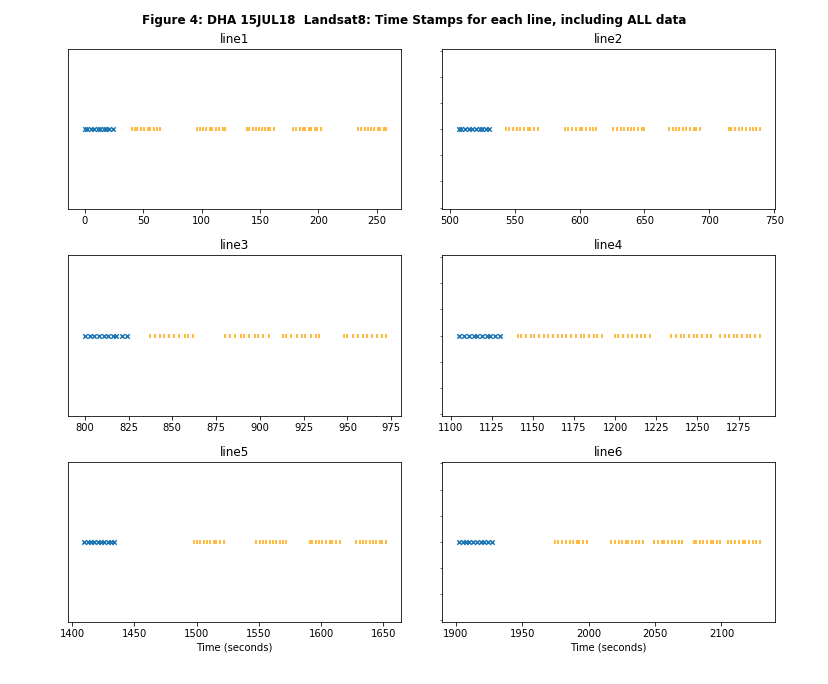 Figure 4: DHA 15JUL18  Landsat8: Time Stamps for each line, including ALL data
line1
line2
0 50 100 150 200 250
500 550 600 650 700 750
line3
line4
800 825 850 875 900 925 950 975
1100 1125 1150 1175 1200 1225 1250 1275
line5
line6
1400 1450 1500 1550 1600 1650
1900 1950 2000 2050 2100
Time (seconds)
Time (seconds)